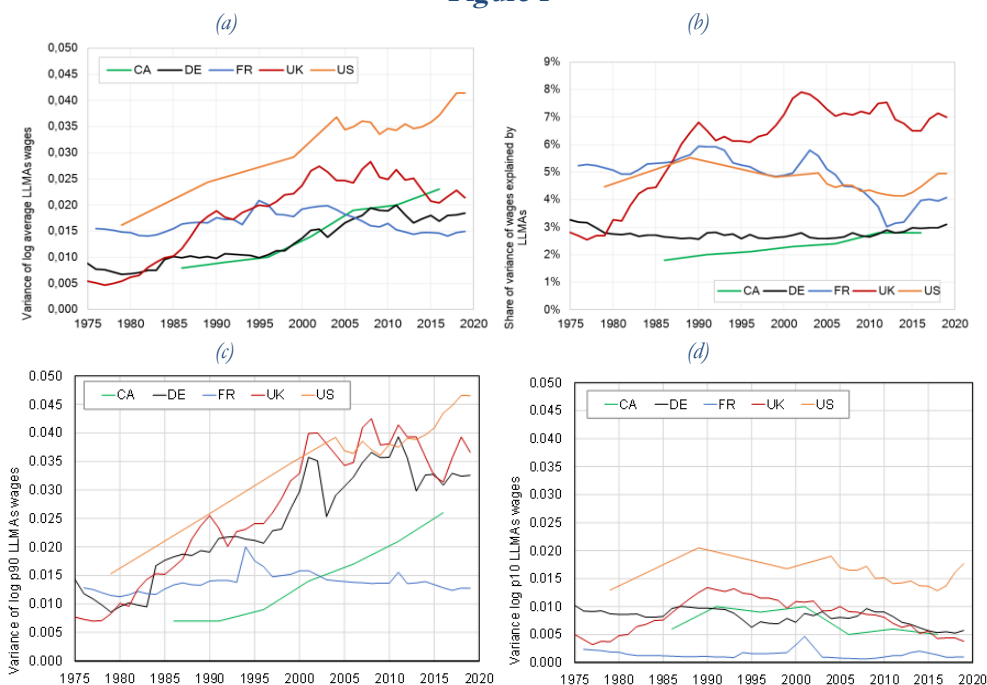 (a)
Variance of log average LLMAs wages
0,050
0,045
0,040
0,035
0,030
0,025
0,020
0,015
0,010
0,005
0,000
CA DE FR UK US
1975 1980 1985 1990 1995 2000 2005 2010 2015 2020
(b)
Share of variance of wages explained by
LLMAs
9%
8%
7%
6%
5%
4%
3%
2%
1%
0%
CA DE FR UK US
1975 1980 1985 1990 1995 2000 2005 2010 2015 2020
(c)
Variance of log p90 LLMAs wages
0.050
0.045
0.040
0.035
0.030
0.025
0.020
0.015
0.010
0.005
0.000
CA DE FR UK US
1975 1980 1985 1990 1995 2000 2005 2010 2015 2020
(d)
Variance log p10 LLMAs wages
0.050
0.045
0.040
0.035
0.030
0.025
0.020
0.015
0.010
0.005
0.000
CA DE FR UK US
1975 1980 1985 1990 1995 2000 2005 2010 2015 2020